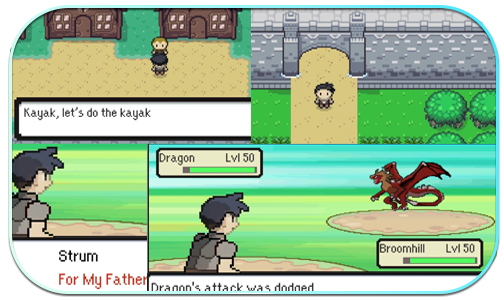 Kayak, let's do the kayak
Dragon Lvl 50
Broomhill Lvl 50
Strum
For My Father
Dragon's attack was dodged